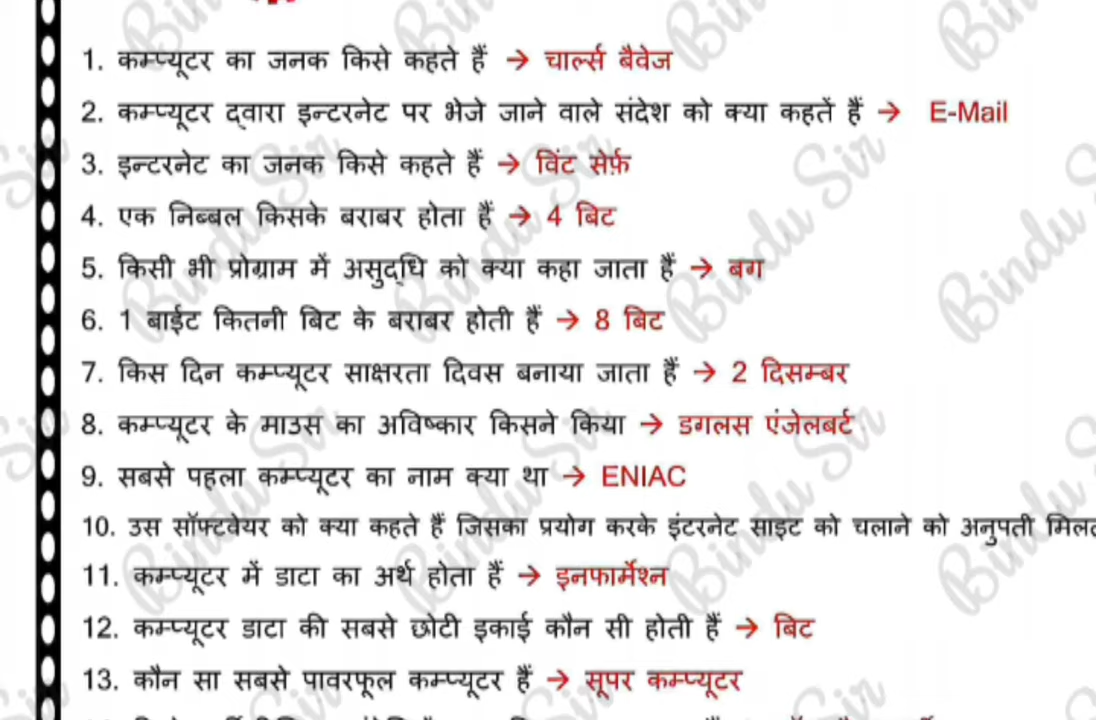 1. कम्प्यूटर का जनक किसे कहते हैं → चार्ल्स बैवेज
2. कम्प्यूटर द्वारा इन्टरनेट पर भेजे जाने वाले संदेश को क्या कहतें हैं → E-Mail
3. इन्टरनेट का जनक किसे कहते हैं → विंट सेर्फ़
4. एक निब्बल किसके बराबर होता हैं → 4 बिट
5. किसी भी प्रोग्राम में असुद्धि को क्या कहा जाता हैं → बग
6. 1 बाईट कितनी बिट के बराबर होती हैं → 8 बिट
7. किस दिन कम्प्यूटर साक्षरता दिवस बनाया जाता हैं → 2 दिसम्बर
8. कम्प्यूटर के माउस का अविष्कार किसने किया → डगलस एंजेलबर्ट
9. सबसे पहला कम्प्यूटर का नाम क्या था → ENIAC
10. उस सॉफ्टवेयर को क्या कहते हैं जिसका प्रयोग करके इंटरनेट साइट को चलाने को अनुपती
11. कम्प्यूटर में डाटा का अर्थ होता हैं → इनफार्मेश्न
12. कम्प्यूटर डाटा की सबसे छोटी इकाई कौन सी होती हैं → बिट
13. कौन सा सबसे पावरफूल कम्प्यूटर हैं → सूपर कम्प्यूटर
Bindu Sir